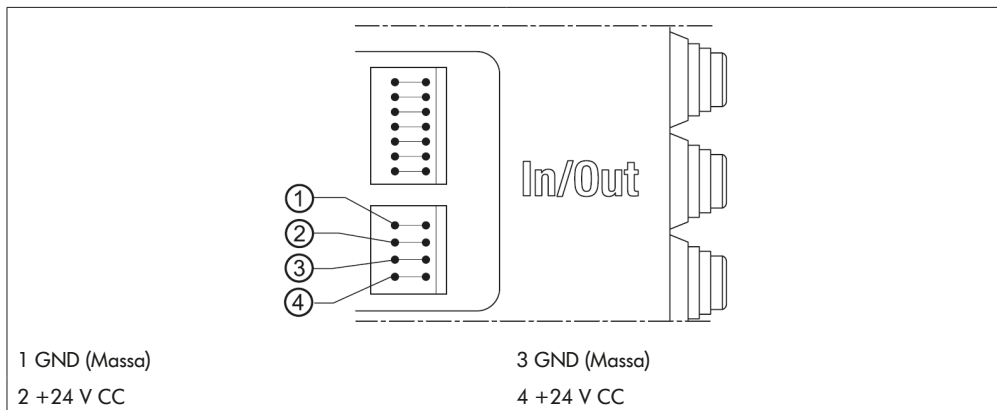 In/Out
1
2
3
4
1 GND (Massa)
2 +24 V CC
3 GND (Massa)
4 +24 V CC